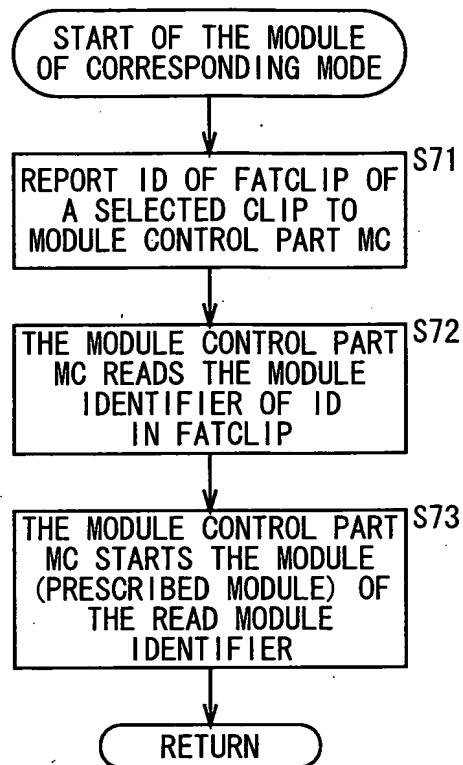 START OF THE MODULE
OF CORRESPONDING MODE
S71
REPORT ID OF FATCLIP OF
A SELECTED CLIP TO
MODULE CONTROL PART MC
S72
THE MODULE CONTROL PART
MC READS THE MODULE
IDENTIFIER OF ID
IN FATCLIP
S73
THE MODULE CONTROL PART
MC STARTS THE MODULE
(PRESCRIBED MODULE) OF
THE READ MODULE
IDENTIFIER
RETURN